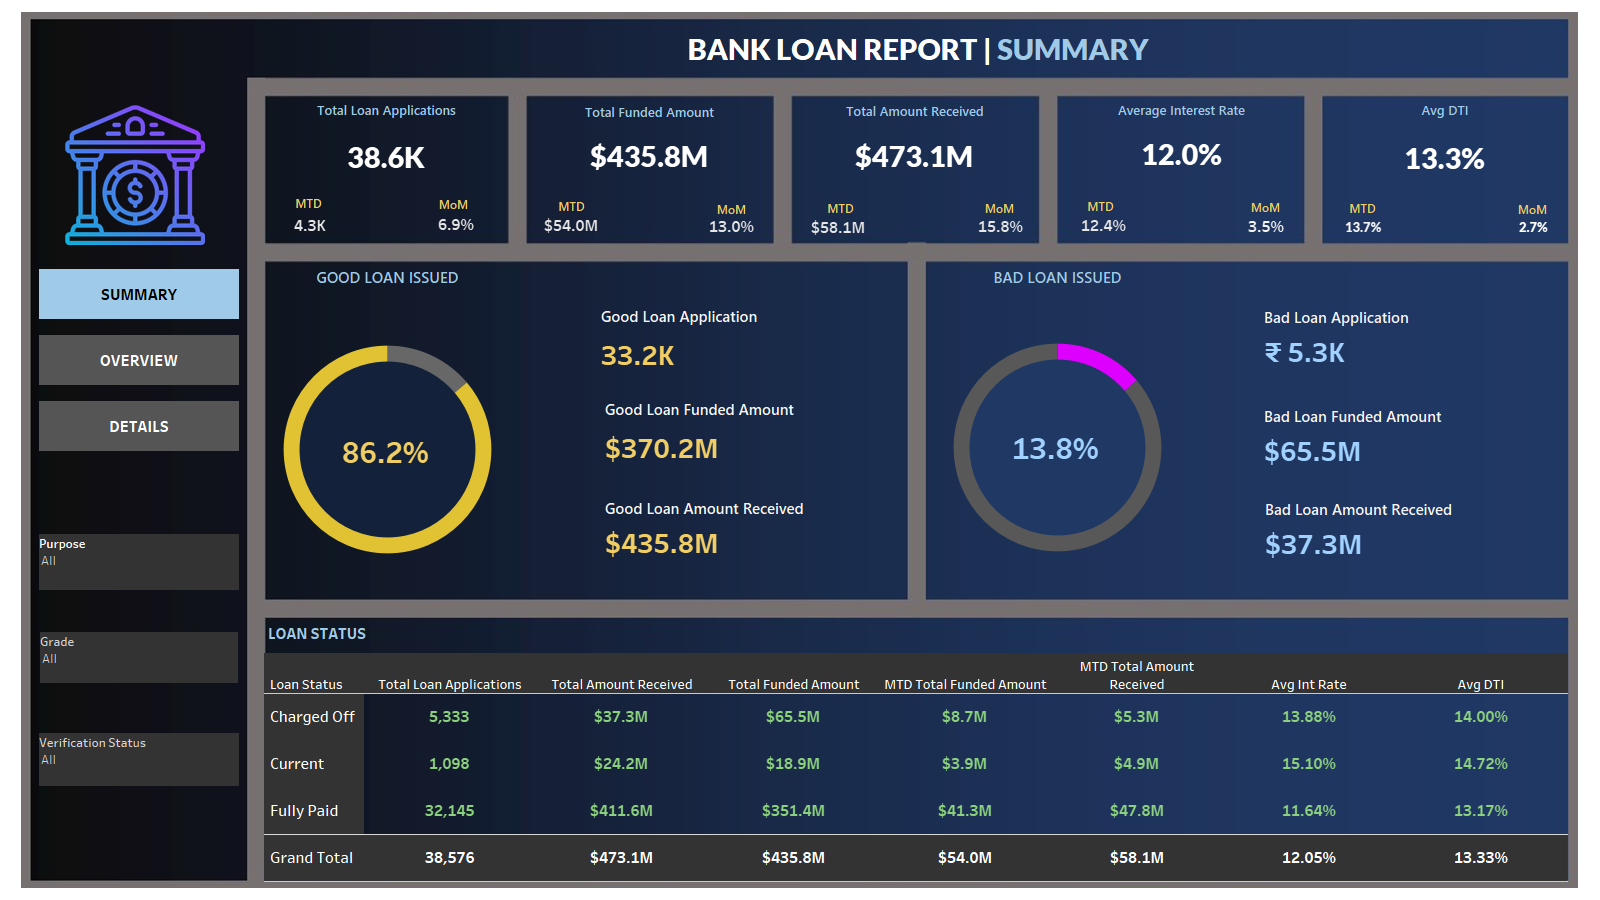 BANK LOAN REPORT | SUMMARY
Total Loan Applications
38.6K
MTD MoM
4.3K 6.9%
Total Funded Amount
$435.8M
MTD MoM
$54.0M 13.0%
Total Amount Received
$473.1M
MTD MoM
$58.1M 15.8%
Average Interest Rate
12.0%
MTD MoM
12.4% 3.5%
Avg DTI
13.3%
MTD MoM
13.7% 2.7%
$
SUMMARY
OVERVIEW
DETAILS
Purpose
All
Grade
All
Verification Status
All
GOOD LOAN ISSUED
86.2%
Good Loan Application
33.2K
Good Loan Funded Amount
$370.2M
Good Loan Amount Received
$435.8M
BAD LOAN ISSUED
13.8%
Bad Loan Application
₹ 5.3K
Bad Loan Funded Amount
$65.5M
Bad Loan Amount Received
$37.3M
LOAN STATUS
Loan Status Total Loan Applications Total Amount Received Total Funded Amount MTD Total Funded Amount MTD Total Amount Received Avg Int Rate Avg DTI
Charged Off 5,333 $37.3M $65.5M $8.7M $5.3M 13.88% 14.00%
Current 1,098 $24.2M $18.9M $3.9M $4.9M 15.10% 14.72%
Fully Paid 32,145 $411.6M $351.4M $41.3M $47.8M 11.64% 13.17%
Grand Total 38,576 $473.1M $435.8M $54.0M $58.1M 12.05% 13.33%